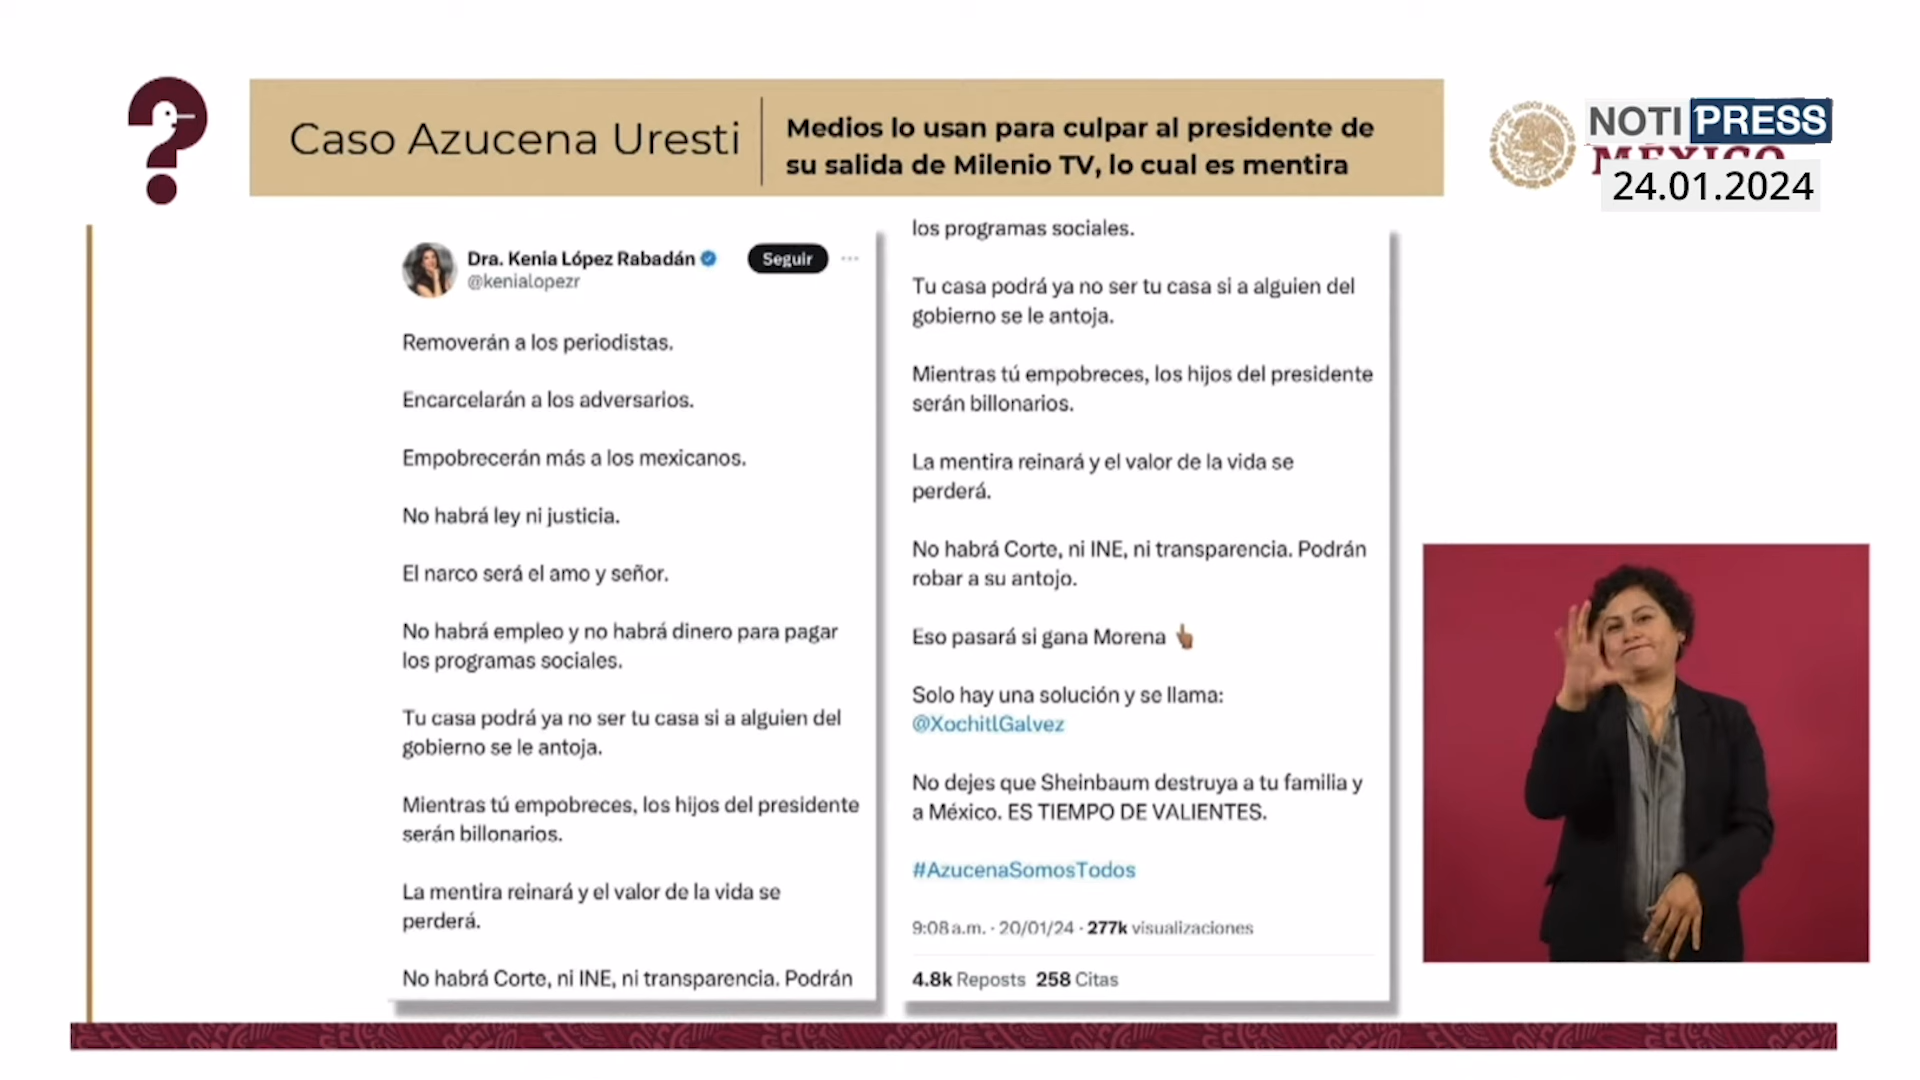 Caso Azucena Uresti
Medios lo usan para culpar al presidente de
su salida de Milenio TV, lo cual es mentira
NOTIPRESS
MÉXICO
24.01.2024
Dra. Kenia López Rabadán
Seguir
@kenialopezr
Removerán a los periodistas.
Encarcelarán a los adversarios.
Empobrecerán más a los mexicanos.
No habrá ley ni justicia.
El narco será el amo y señor.
No habrá empleo y no habrá dinero para pagar
los programas sociales.
Tu casa podrá ya no ser tu casa si a alguien del
gobierno se le antoja.
Mientras tú empobreces, los hijos del presidente
serán billonarios.
La mentira reinará y el valor de la vida se
perderá.
No habrá Corte, ni INE, ni transparencia. Podrán
los programas sociales.
Tu casa podrá ya no ser tu casa si a alguien del
gobierno se le antoja.
Mientras tú empobreces, los hijos del presidente
serán billonarios.
La mentira reinará y el valor de la vida se
perderá.
No habrá Corte, ni INE, ni transparencia. Podrán
robar a su antojo.
Eso pasará si gana Morena 👆🏾
Solo hay una solución y se llama:
@XochitlGalvez
No dejes que Sheinbaum destruya a tu familia y
a México. ES TIEMPO DE VALIENTES.
#AzucenaSomosTodos
9:08 a.m. · 20/01/24 · 277k visualizaciones
4.8k Reposts 258 Citas